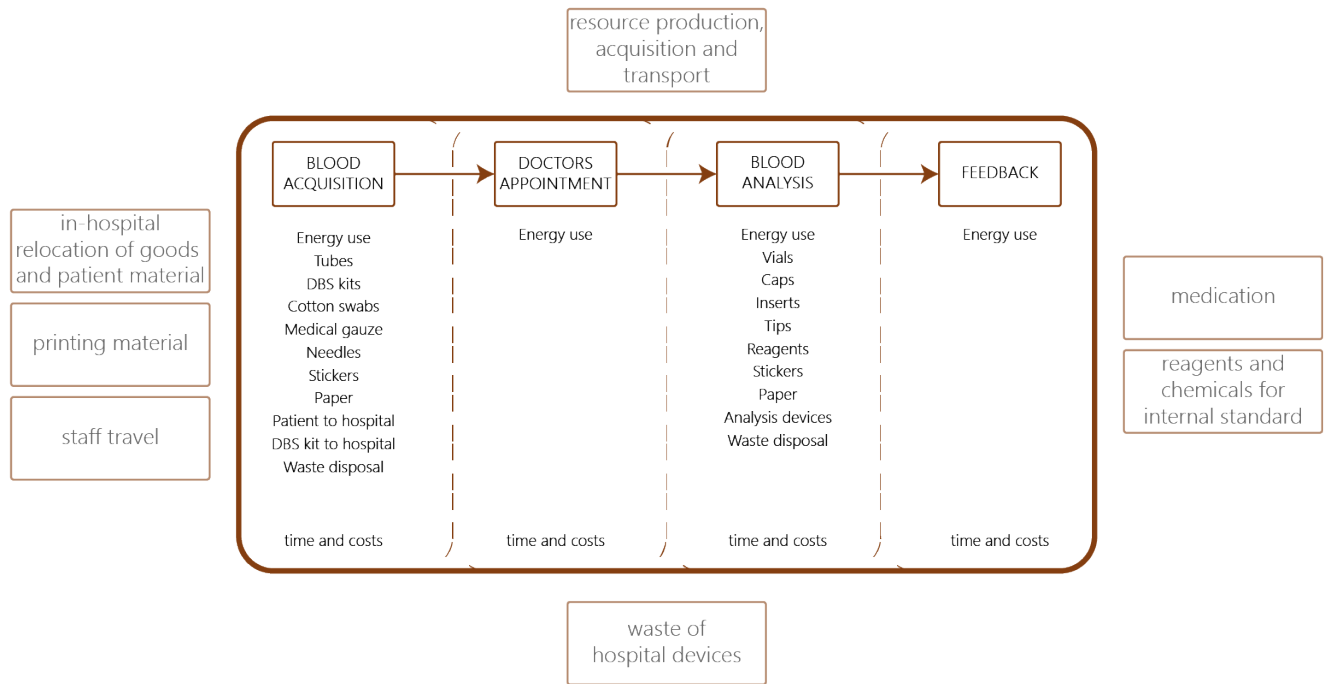 resource production,
acquisition and
transport
BLOOD
ACQUISITION
DOCTORS
APPOINTMENT
BLOOD
ANALYSIS
FEEDBACK
in-hospital
relocation of goods
and patient material
printing material
staff travel
Energy use
Tubes
DBS kits
Cotton swabs
Medical gauze
Needles
Stickers
Paper
Patient to hospital
DBS kit to hospital
Waste disposal
time and costs
Energy use
time and costs
Energy use
Vials
Caps
Inserts
Tips
Reagents
Stickers
Paper
Analysis devices
Waste disposal
time and costs
Energy use
time and costs
medication
reagents and
chemicals for
internal standard
waste of
hospital devices